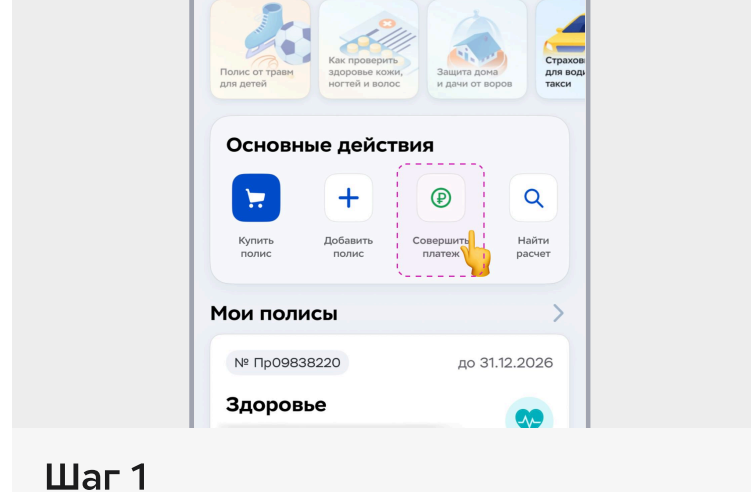 Полис от травм
для детей
Как проверить
здоровье кожи,
ногтей и волос
Защита дома
и дачи от воров
для
такси
Основные действия
Купить
полис
Добавить
полис
Совершить
платеж
Найти
расчет
Мои полисы
№ Пр09838220
до 31.12.2026
Здоровье
Шаг 1